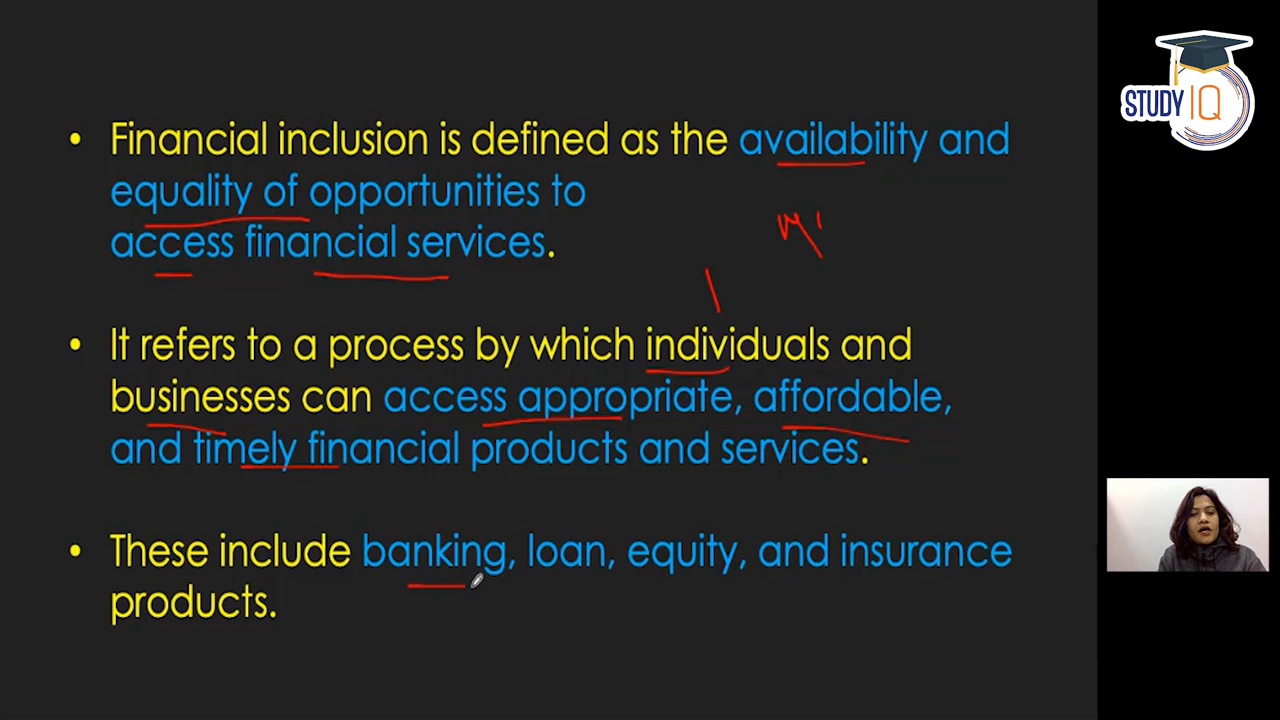 • Financial inclusion is defined as the availability and
equality of opportunities to
access financial services.
• It refers to a process by which individuals and
businesses can access appropriate, affordable,
and timely financial products and services.
• These include banking, loan, equity, and insurance
products.
STUDY IQ